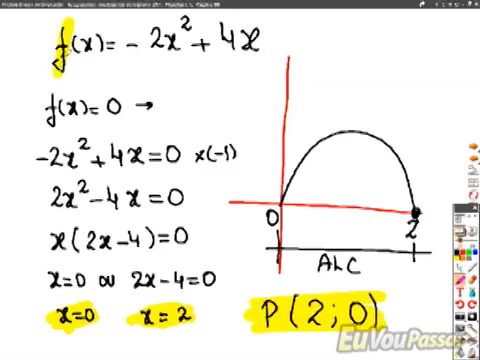 f(x) = -2x² + 4x
f(x) = 0 →
-2x² + 4x = 0 x(-1)
2x² - 4x = 0
x(2x - 4) = 0
x = 0 ou 2x - 4 = 0
x = 0 x = 2
0 2
ALC
P(2; 0)
EuVouPassar